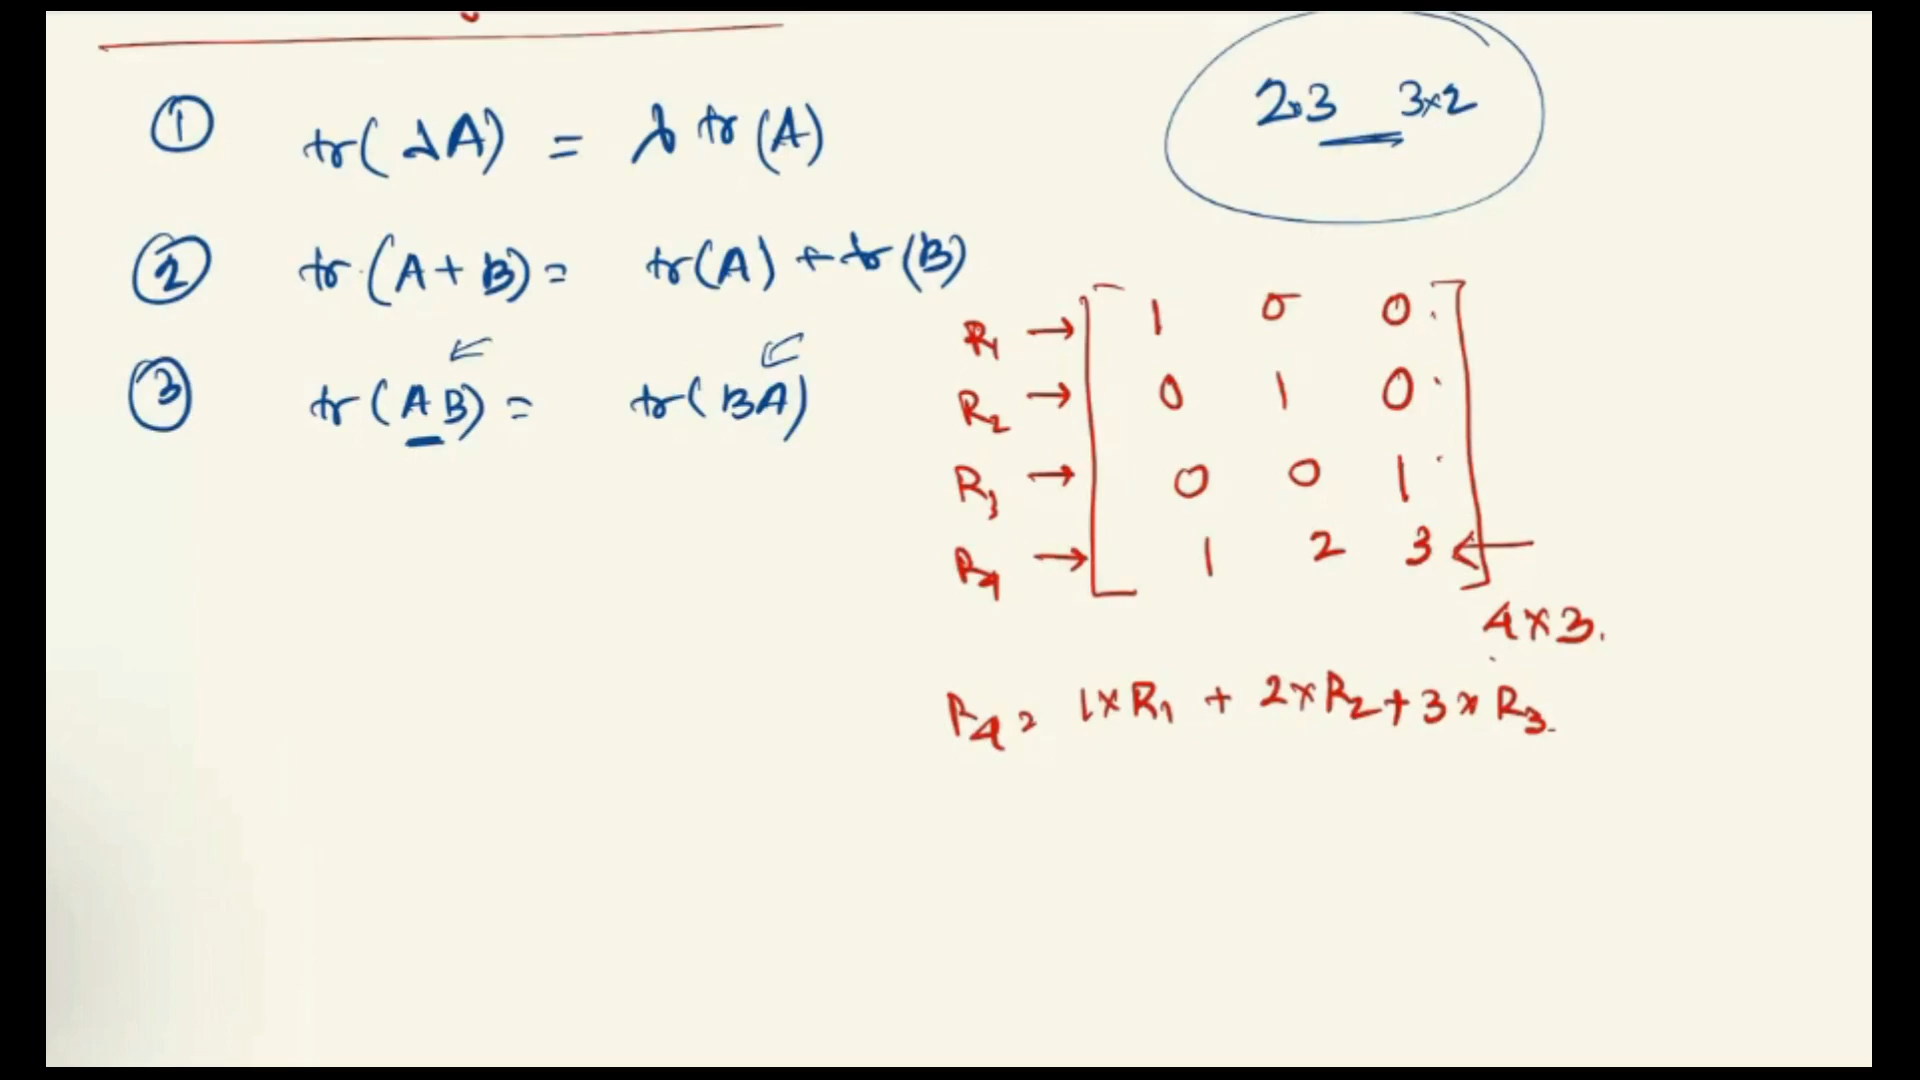 ① tr(λA) = λ tr(A)
2×3 3×2
② tr(A+B) = tr(A) + tr(B)
③ tr(AB) = tr(BA)
R₁ → 1 0 0
R₂ → 0 1 0
R₃ → 0 0 1
R₄ → 1 2 3 ←
4×3.
R₄ = 1×R₁ + 2×R₂ + 3×R₃.